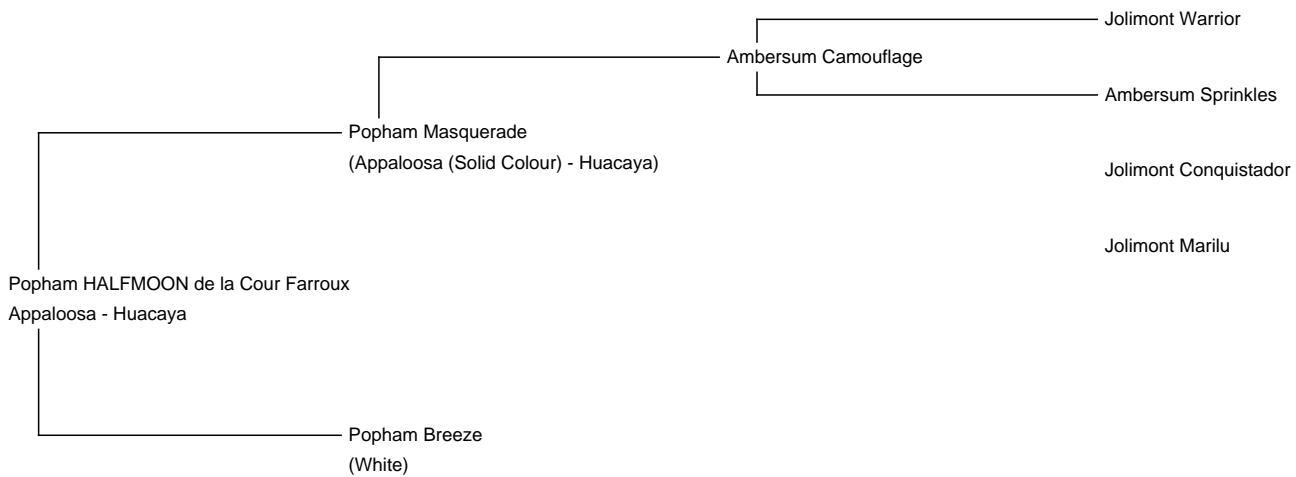 Jolimont Warrior
Ambersum Camouflage
Ambersum Sprinkles
Popham Masquerade
(Appaloosa (Solid Colour) - Huacaya)
Jolimont Conquistador
Jolimont Marilu
Popham HALFMOON de la Cour Farroux
Appaloosa - Huacaya
Popham Breeze
(White)